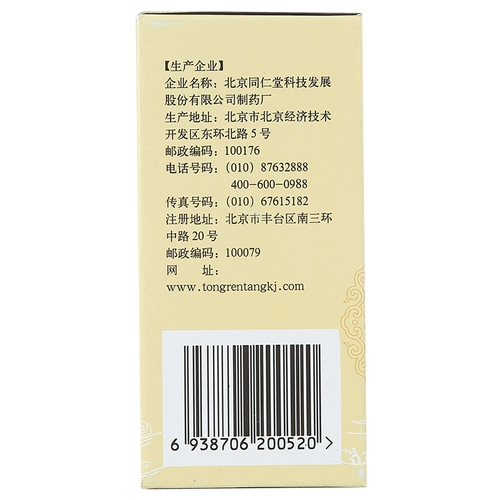 【生产企业】
企业名称：北京同仁堂科技发展
股份有限公司制药厂
生产地址：北京市北京经济技术
开发区东环北路5号
邮政编码：100176
电话号码：（010）87632888
400-600-0988
传真号码：（010）67615182
注册地址：北京市丰台区南三环
中路20号
邮政编码：100079
网　　址：
www.tongrentangkj.com
6 938706 200520 >